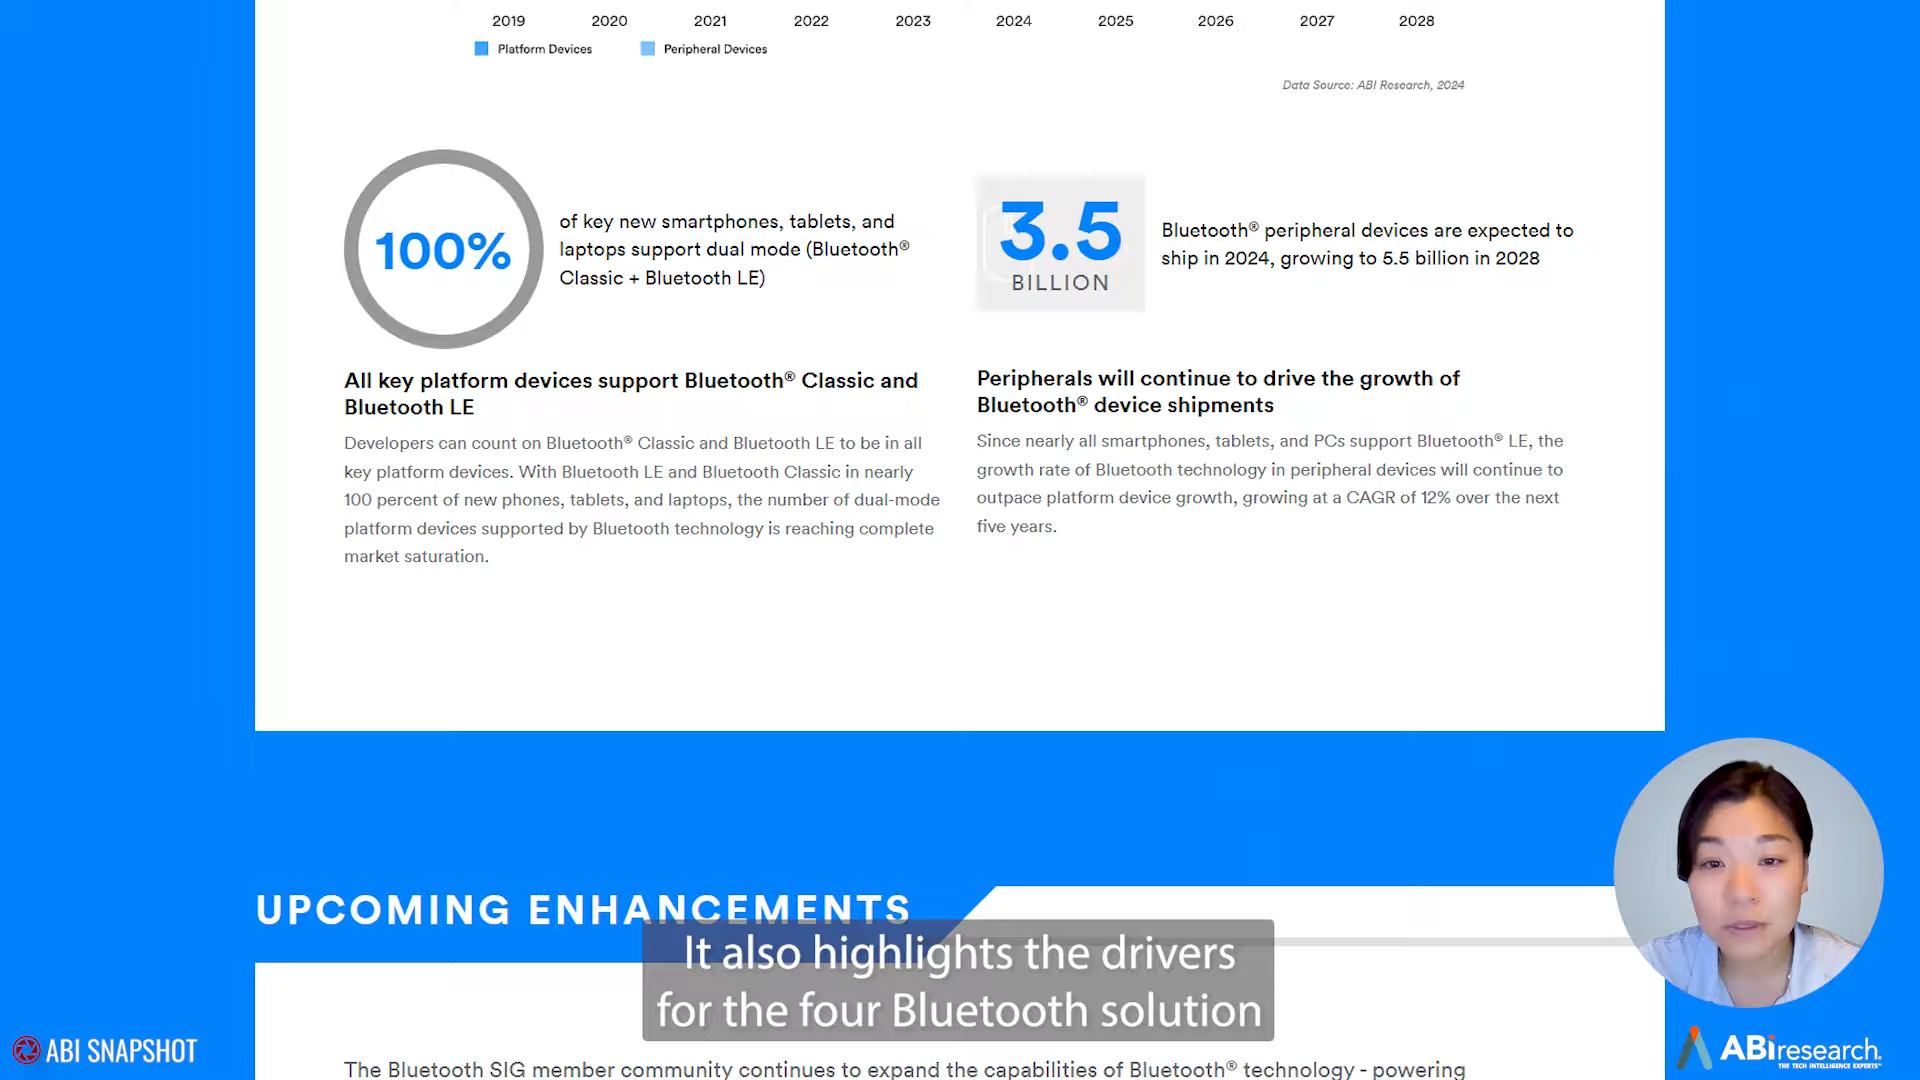 2019 2020 2021 2022 2023 2024 2025 2026 2027 2028
Platform Devices Peripheral Devices
Data Source: ABI Research, 2024
100%
of key new smartphones, tablets, and
laptops support dual mode (Bluetooth®
Classic + Bluetooth LE)
3.5
BILLION
Bluetooth® peripheral devices are expected to
ship in 2024, growing to 5.5 billion in 2028
All key platform devices support Bluetooth® Classic and
Bluetooth LE
Developers can count on Bluetooth® Classic and Bluetooth LE to be in all
key platform devices. With Bluetooth LE and Bluetooth Classic in nearly
100 percent of new phones, tablets, and laptops, the number of dual-mode
platform devices supported by Bluetooth technology is reaching complete
market saturation.
Peripherals will continue to drive the growth of
Bluetooth® device shipments
Since nearly all smartphones, tablets, and PCs support Bluetooth® LE, the
growth rate of Bluetooth technology in peripheral devices will continue to
outpace platform device growth, growing at a CAGR of 12% over the next
five years.
UPCOMING ENHANCEMENTS
It also highlights the drivers
for the four Bluetooth solution
The Bluetooth SIG member community continues to expand the capabilities of Bluetooth® technology - powering
ABI SNAPSHOT
ABIresearch.
THE TECH INTELLIGENCE EXPERTS℠